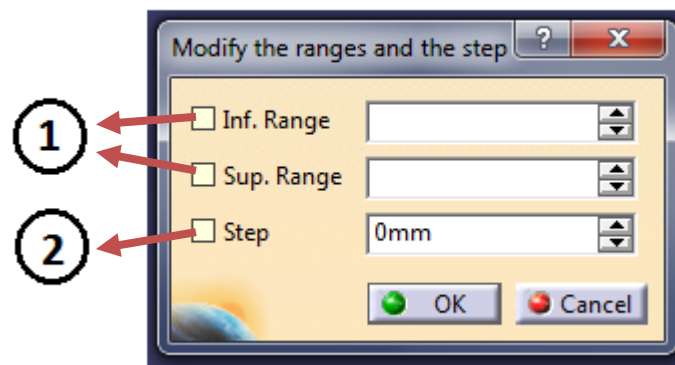 Modify the ranges and the step ? X
1
Inf. Range
Sup. Range
2
Step 0mm
OK Cancel